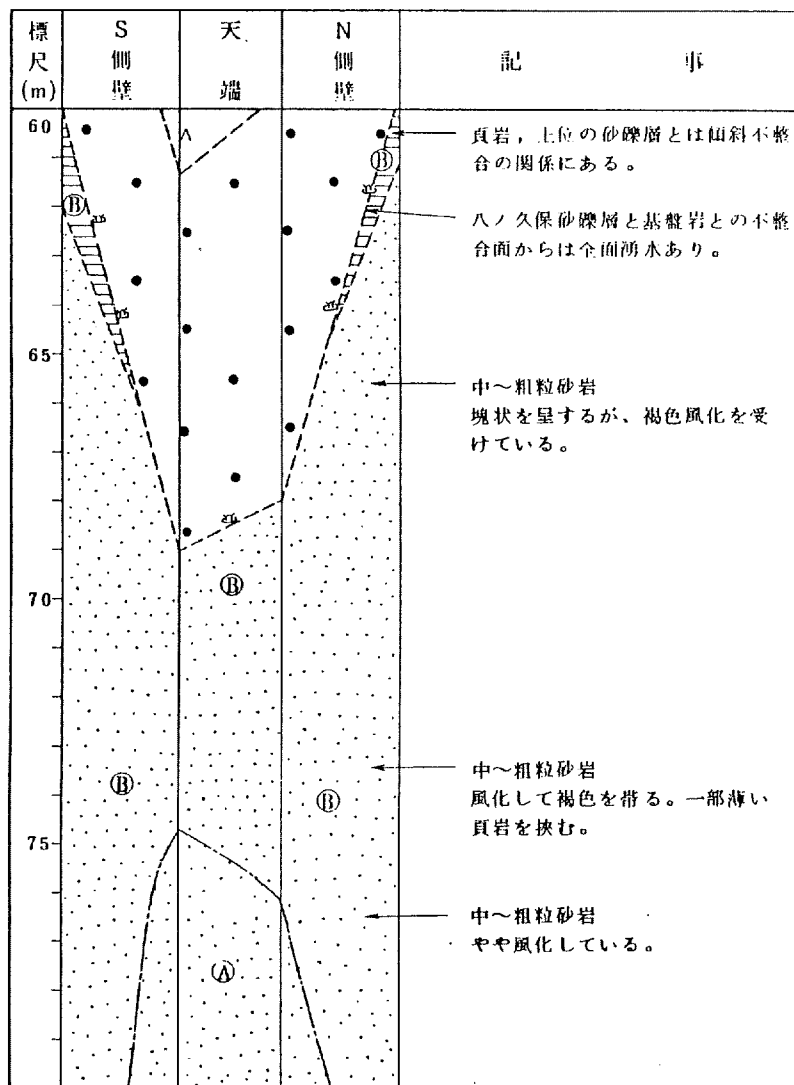 標尺(m)
S側壁
天端
N側壁
記事
60
65
70
75
Ⓑ
Ⓑ
Ⓑ
Ⓑ
Ⓑ
Ⓐ
頁岩，上位の砂礫層とは傾斜不整
合の関係にある。
八ノ久保砂礫層と基盤岩との不整
合面からは全面湧水あり。
中～粗粒砂岩
塊状を呈するが、褐色風化を受
けている。
中～粗粒砂岩
風化して褐色を帯る。一部薄い
頁岩を挟む。
中～粗粒砂岩
やや風化している。